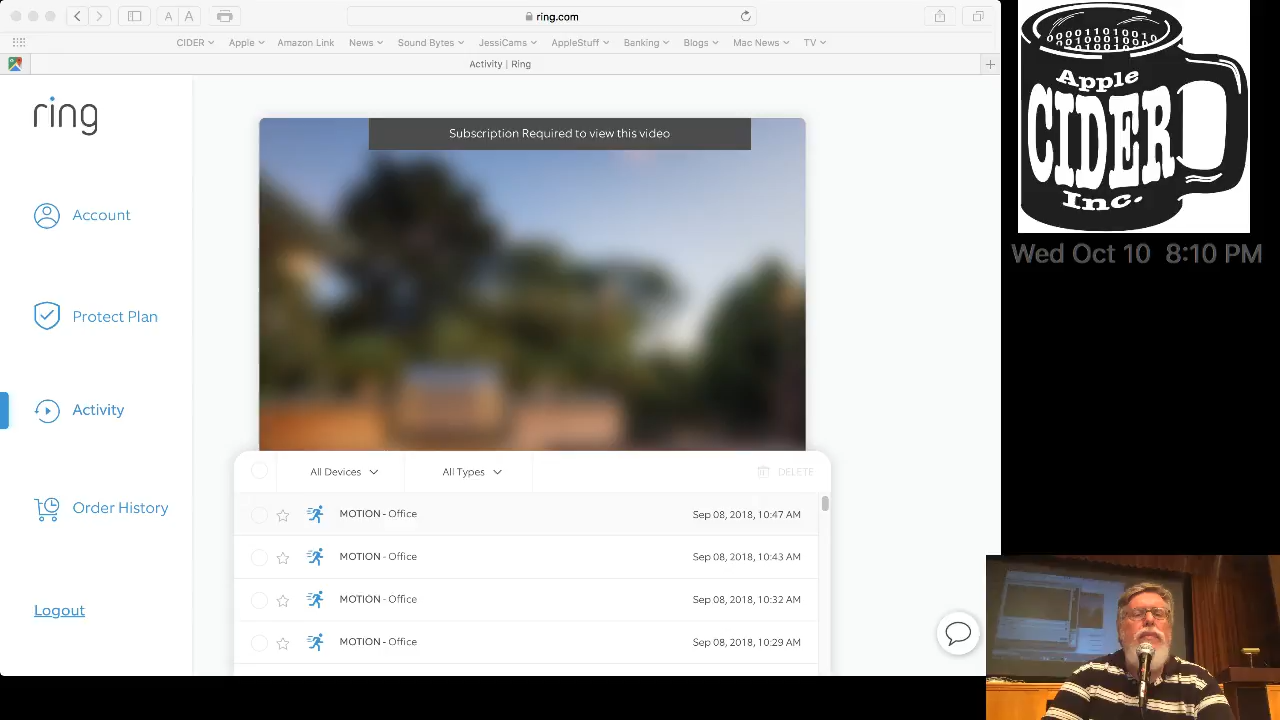 A A
ring.com
CIDER Apple Amazon Link News Sound Bytes JessiCams AppleStuff Banking Blogs Mac News TV
Activity | Ring
ring
Account
Protect Plan
Activity
Order History
Logout
Subscription Required to view this video
All Devices All Types DELETE
MOTION - Office Sep 08, 2018, 10:47 AM
MOTION - Office Sep 08, 2018, 10:43 AM
MOTION - Office Sep 08, 2018, 10:32 AM
MOTION - Office Sep 08, 2018, 10:29 AM
Apple
CIDER
Inc.
Wed Oct 10 8:10 PM